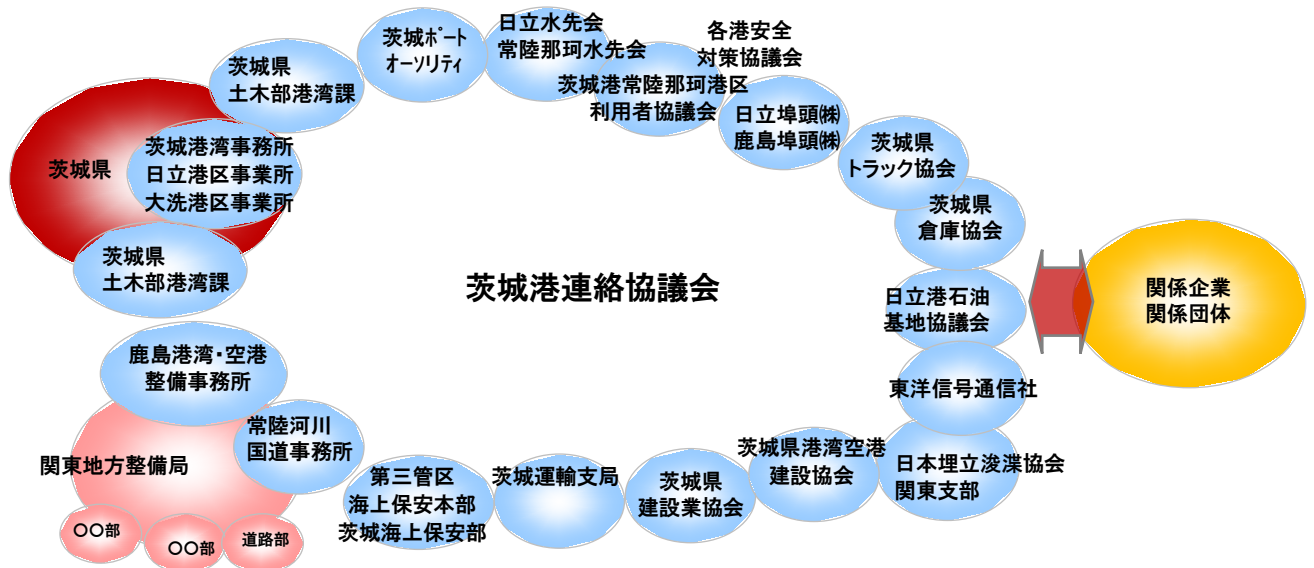 茨城県
土木部港湾課
茨城ﾎﾟｰﾄ
ｵｰｿﾘﾃｨ
日立水先会
常陸那珂水先会
各港安全
対策協議会
茨城港常陸那珂港区
利用者協議会
日立埠頭㈱
鹿島埠頭㈱
茨城県
トラック協会
茨城県
倉庫協会
茨城県
茨城港湾事務所
日立港区事業所
大洗港区事業所
茨城県
土木部港湾課
茨城港連絡協議会
日立港石油
基地協議会
関係企業
関係団体
鹿島港湾・空港
整備事務所
東洋信号通信社
常陸河川
国道事務所
関東地方整備局
〇〇部
〇〇部
道路部
第三管区
海上保安本部
茨城海上保安部
茨城運輸支局
茨城県
建設業協会
茨城県港湾空港
建設協会
日本埋立浚渫協会
関東支部